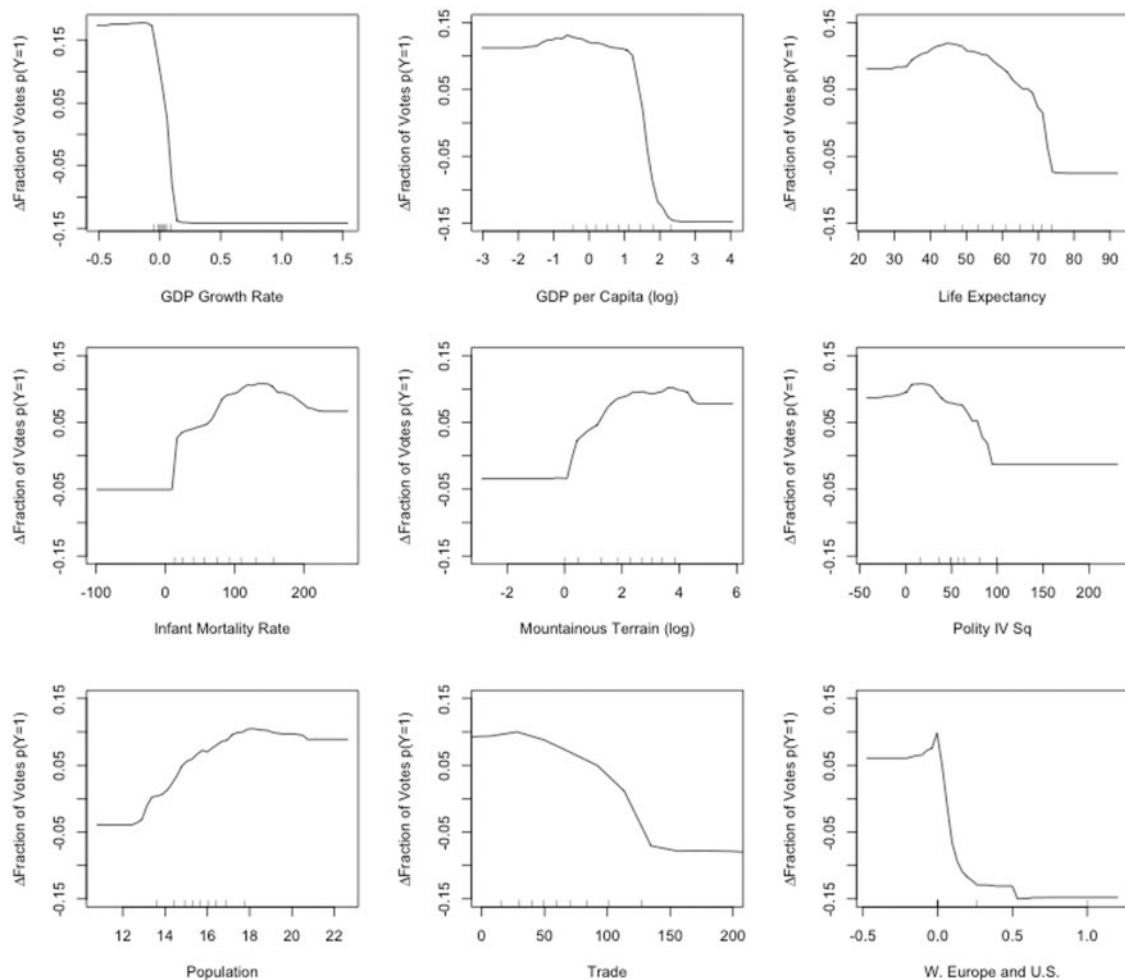 ΔFraction of Votes p(Y=1)
0.15
0.05
-0.05
-0.15
-0.5 0.0 0.5 1.0 1.5
GDP Growth Rate
ΔFraction of Votes p(Y=1)
0.15
0.05
-0.05
-0.15
-3 -2 -1 0 1 2 3 4
GDP per Capita (log)
ΔFraction of Votes p(Y=1)
0.15
0.05
-0.05
-0.15
20 30 40 50 60 70 80 90
Life Expectancy
ΔFraction of Votes p(Y=1)
0.15
0.05
-0.05
-0.15
-100 0 100 200
Infant Mortality Rate
ΔFraction of Votes p(Y=1)
0.15
0.05
-0.05
-0.15
-2 0 2 4 6
Mountainous Terrain (log)
ΔFraction of Votes p(Y=1)
0.15
0.05
-0.05
-0.15
-50 0 50 100 200
Polity IV Sq
ΔFraction of Votes p(Y=1)
0.15
0.05
-0.05
-0.15
12 14 16 18 20 22
Population
ΔFraction of Votes p(Y=1)
0.15
0.05
-0.05
-0.15
0 50 100 150 200
Trade
ΔFraction of Votes p(Y=1)
0.15
0.05
-0.05
-0.15
-0.5 0.0 0.5 1.0
W. Europe and U.S.